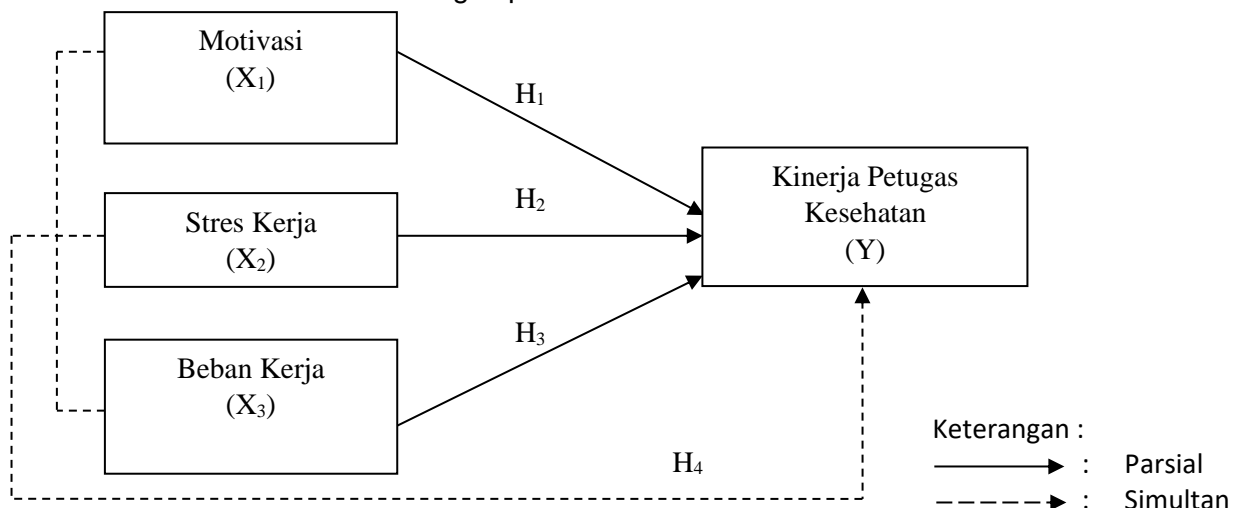 Motivasi
(X₁)
H₁
Kinerja Petugas
Kesehatan
(Y)
Stres Kerja
(X₂)
H₂
Beban Kerja
(X₃)
H₃
H₄
Keterangan :
: Parsial
: Simultan